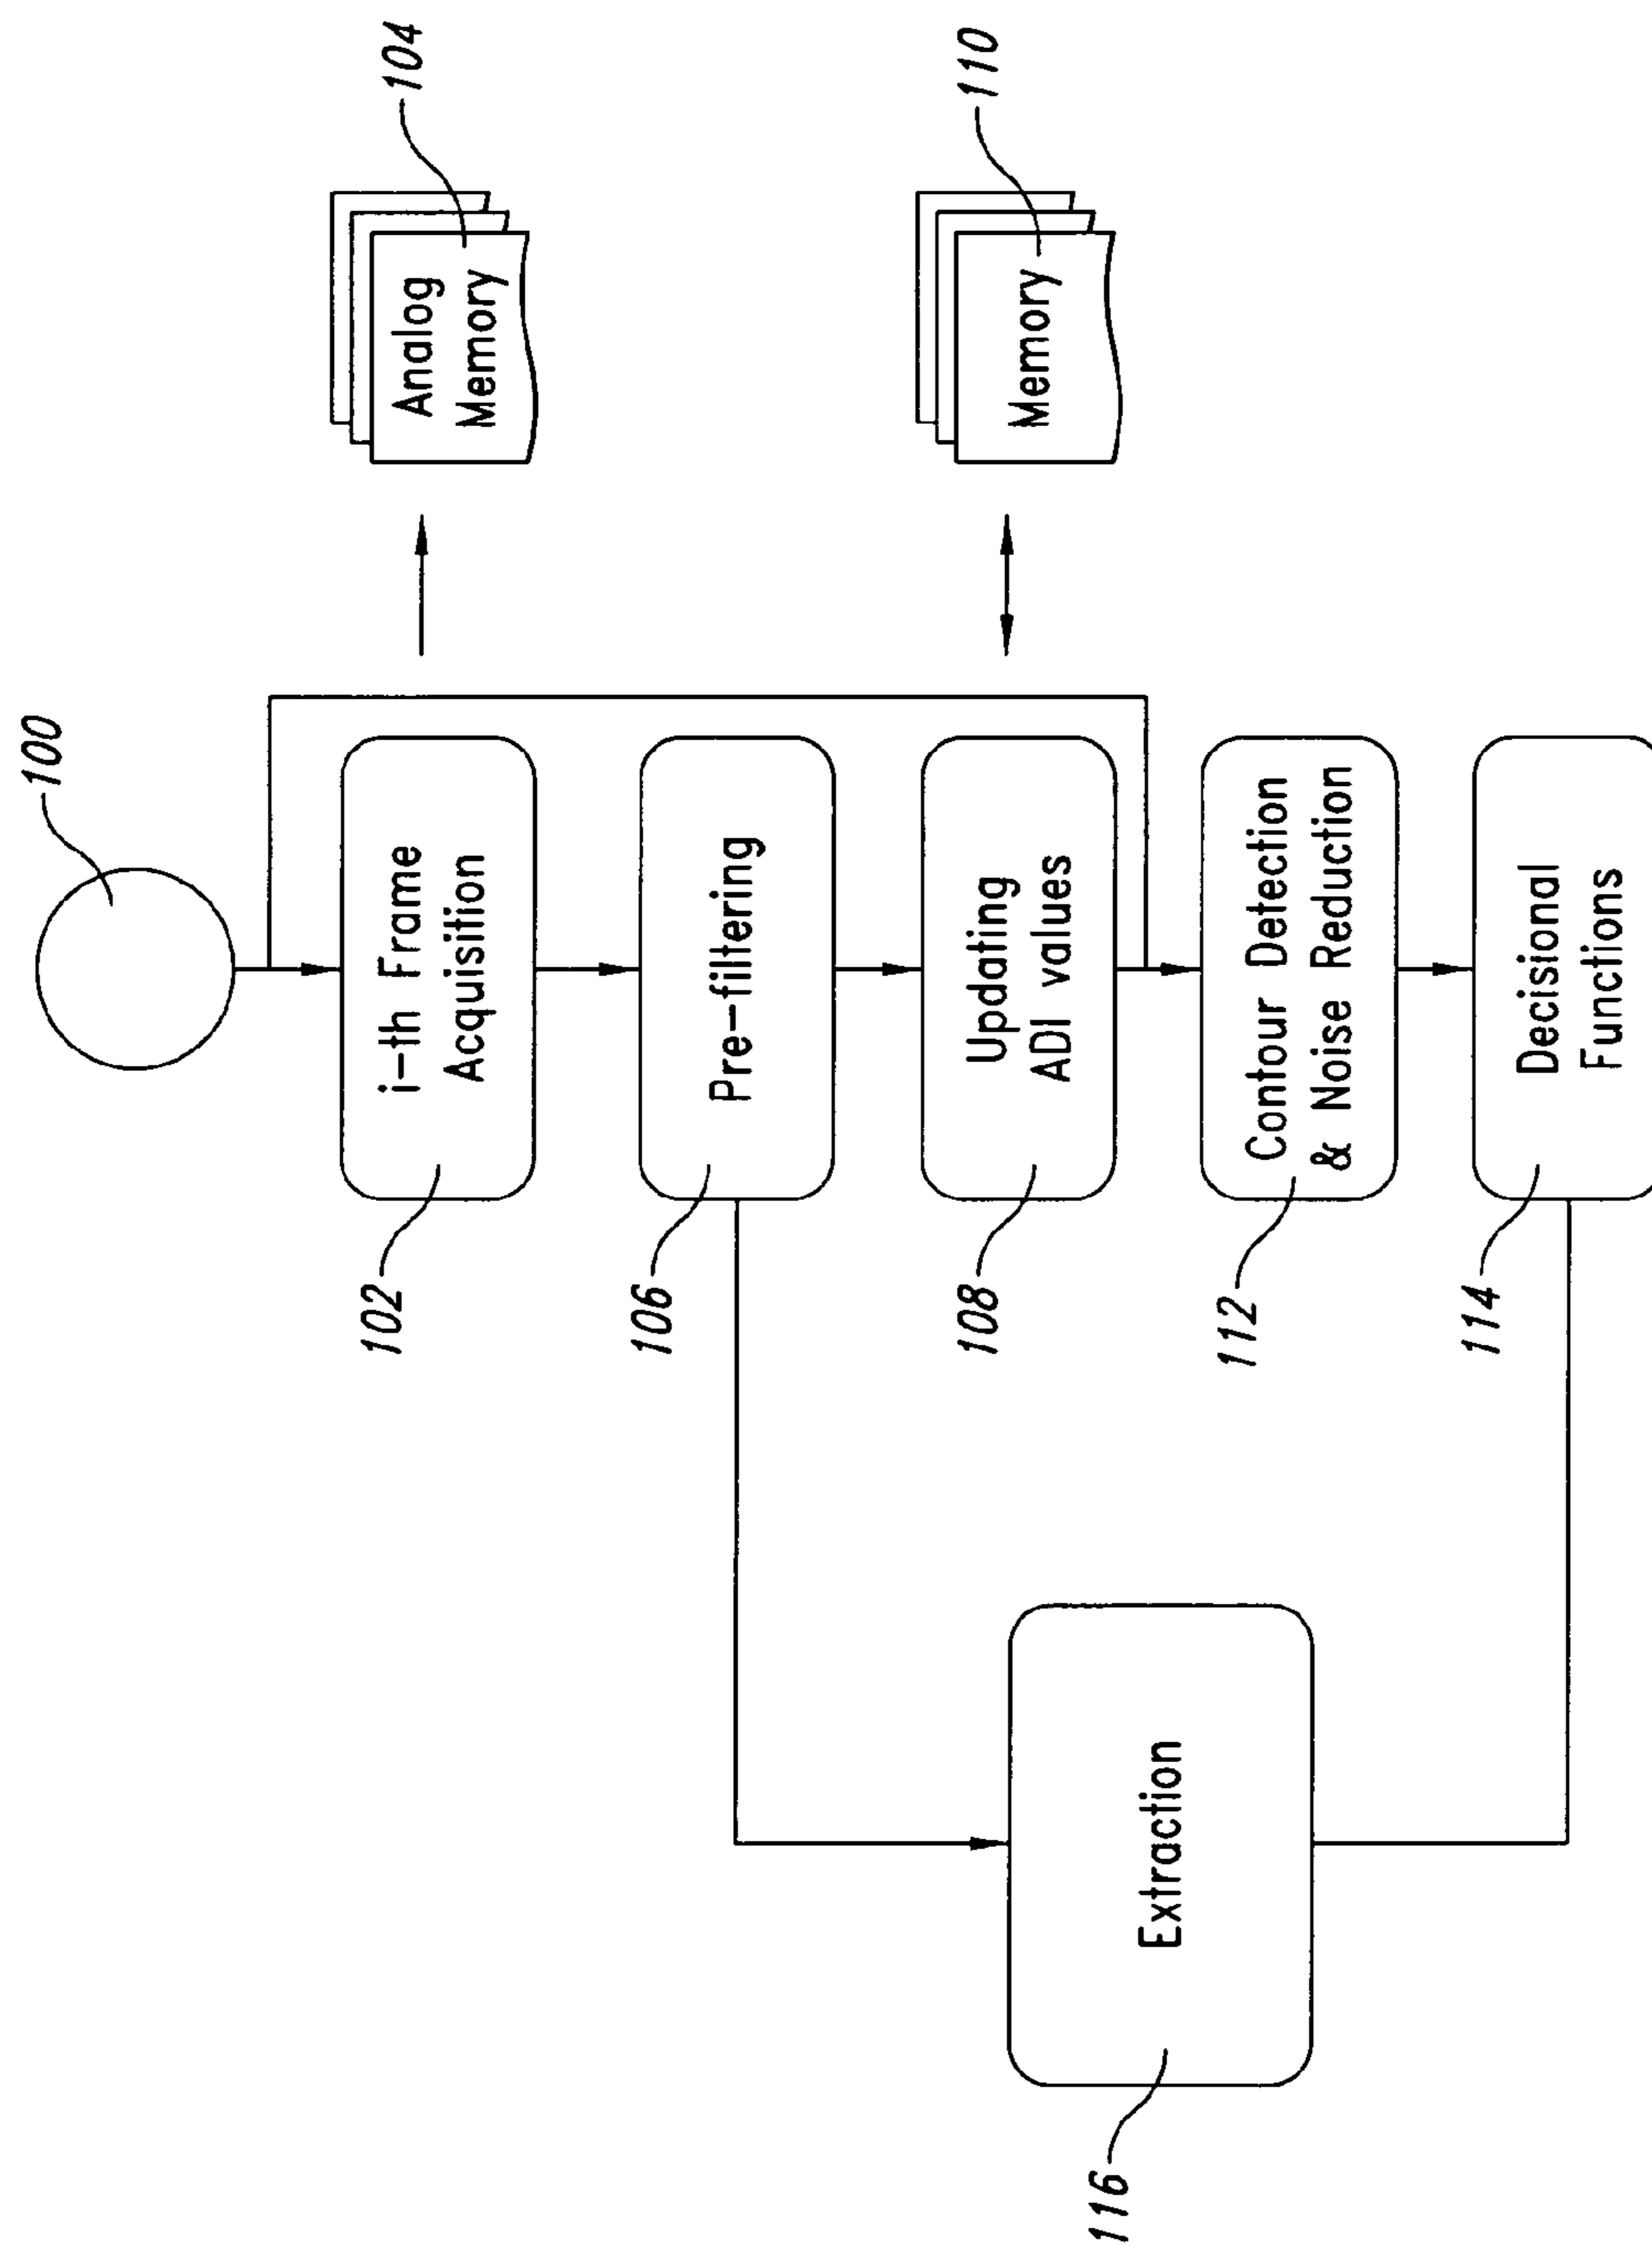 100
i-th Frame
Acquisition
102
Analog
Memory
104
Pre-filtering
106
Updating
ADI values
108
Memory
110
Contour Detection
& Noise Reduction
112
Decisional
Functions
114
Extraction
116